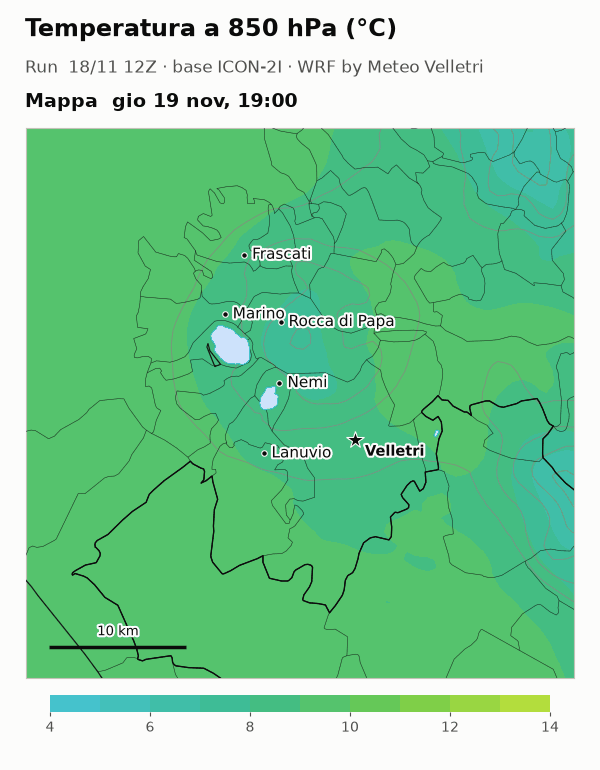 Temperatura a 850 hPa (°C)
Run  18/11 12Z · base ICON-2I · WRF by Meteo Velletri
Mappa  gio 19 nov, 19:00
Frascati
Marino
Rocca di Papa
Nemi
Velletri
Lanuvio
10 km
4 6 8 10 12 14